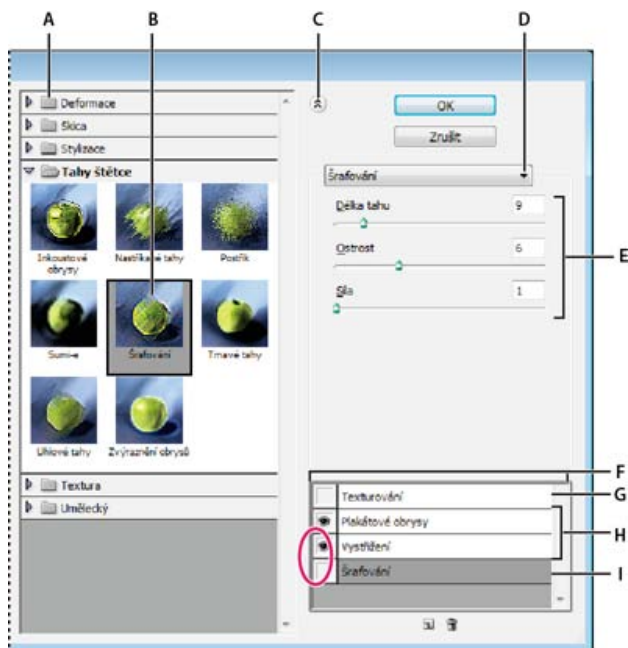 A
B
C
D
Deformace
Skica
Stylizace
Tahy štětce
Inkoustové
obrysy
Nastříkané tahy
Postřik
Sumi-e
Šrafování
Tmavé tahy
Úhlové tahy
Zvýraznění obrysů
Textura
Umělecký
OK
Zrušit
Šrafování
Délka tahu
9
Ostrost
6
Síla
1
E
F
Texturování
G
Plakátové obrysy
H
Vystřižení
Šrafování
I